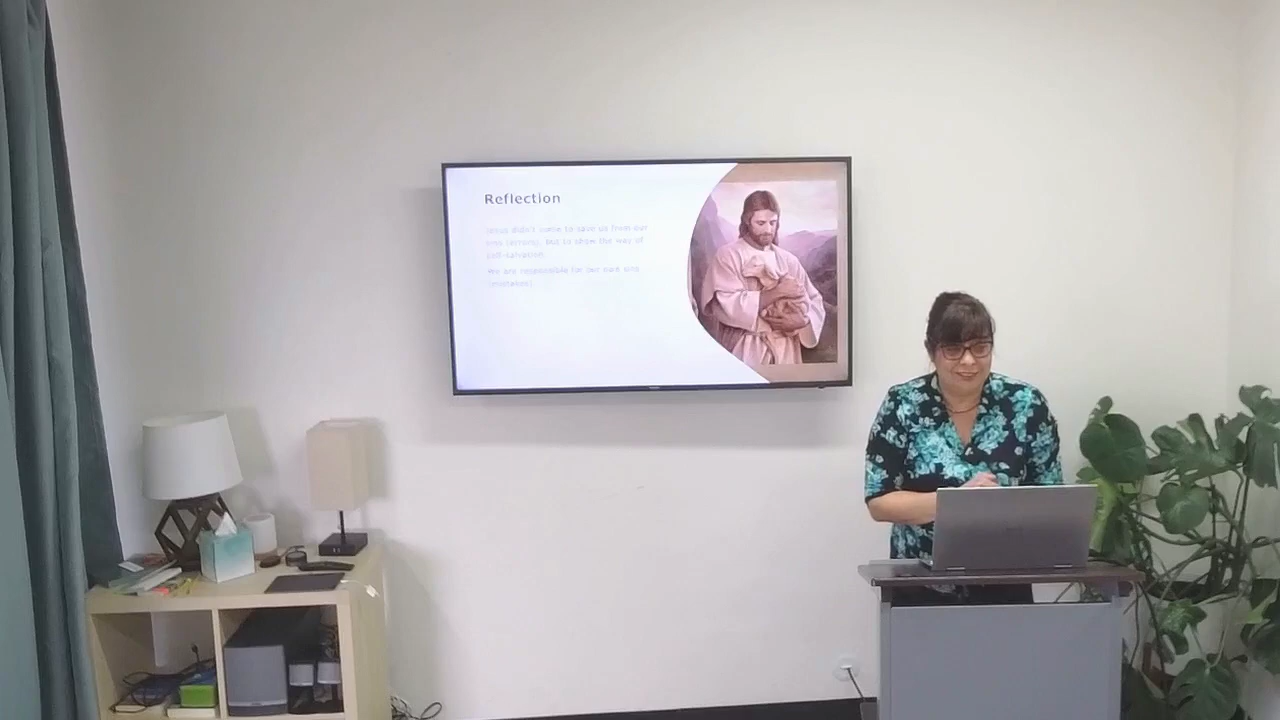 Reflection
Jesus didn't come to save us from our
sins (errors), but to show the way of
self-salvation.
We are responsible for our own sins